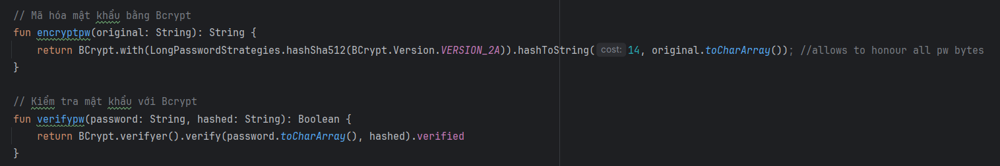 // Mã hóa mật khẩu bằng Bcrypt
fun encryptpw(original: String): String {
    return BCrypt.with(LongPasswordStrategies.hashSha512(BCrypt.Version.VERSION_2A)).hashToString( cost: 14, original.toCharArray()); //allows to honour all pw bytes
}
// Kiểm tra mật khẩu với Bcrypt
fun verifypw(password: String, hashed: String): Boolean {
    return BCrypt.verifyer().verify(password.toCharArray(), hashed).verified
}